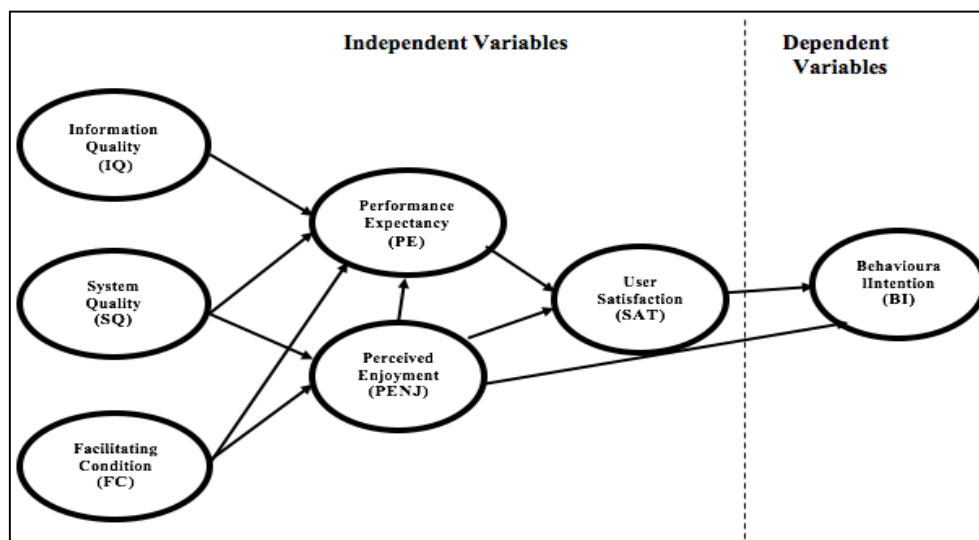 Independent Variables
Dependent
Variables
Information
Quality
(IQ)
Performance
Expectancy
(PE)
System
Quality
(SQ)
User
Satisfaction
(SAT)
Behavioura
lIntention
(BI)
Perceived
Enjoyment
(PENJ)
Facilitating
Condition
(FC)